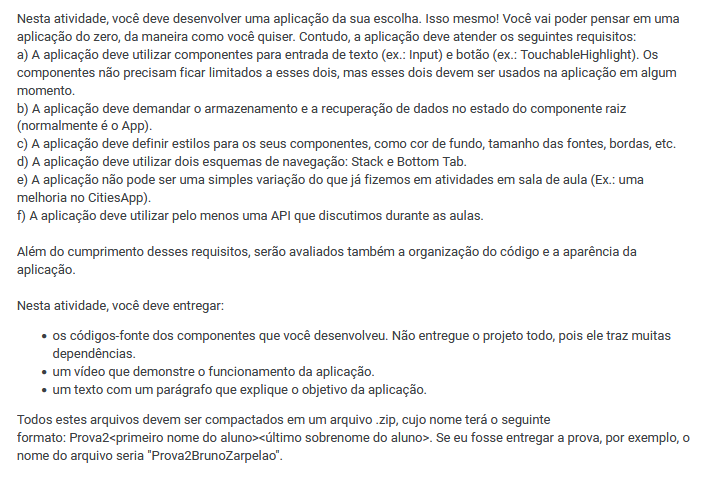 Nesta atividade, você deve desenvolver uma aplicação da sua escolha. Isso mesmo! Você vai poder pensar em uma
aplicação do zero, da maneira como você quiser. Contudo, a aplicação deve atender os seguintes requisitos:
a) A aplicação deve utilizar componentes para entrada de texto (ex.: Input) e botão (ex.: TouchableHighlight). Os
componentes não precisam ficar limitados a esses dois, mas esses dois devem ser usados na aplicação em algum
momento.
b) A aplicação deve demandar o armazenamento e a recuperação de dados no estado do componente raiz
(normalmente é o App).
c) A aplicação deve definir estilos para os seus componentes, como cor de fundo, tamanho das fontes, bordas, etc.
d) A aplicação deve utilizar dois esquemas de navegação: Stack e Bottom Tab.
e) A aplicação não pode ser uma simples variação do que já fizemos em atividades em sala de aula (Ex.: uma
melhoria no CitiesApp).
f) A aplicação deve utilizar pelo menos uma API que discutimos durante as aulas.
Além do cumprimento desses requisitos, serão avaliados também a organização do código e a aparência da
aplicação.
Nesta atividade, você deve entregar:
• os códigos-fonte dos componentes que você desenvolveu. Não entregue o projeto todo, pois ele traz muitas
dependências.
• um vídeo que demonstre o funcionamento da aplicação.
• um texto com um parágrafo que explique o objetivo da aplicação.
Todos estes arquivos devem ser compactados em um arquivo .zip, cujo nome terá o seguinte
formato: Prova2<primeiro nome do aluno><último sobrenome do aluno>. Se eu fosse entregar a prova, por exemplo, o
nome do arquivo seria "Prova2BrunoZarpelao".